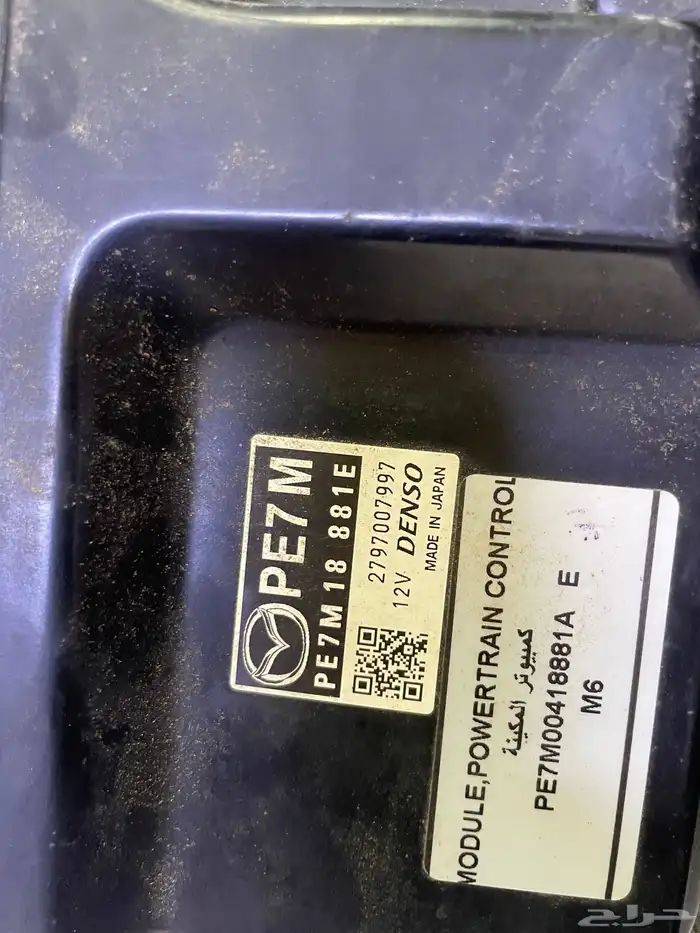 PE7M
PE7M18 881E
2797007997
12V DENSO
MADE IN JAPAN
MODULE,POWERTRAIN CONTROL
كمبيوتر المكينة
PE7M00418881A E
M6
حراج